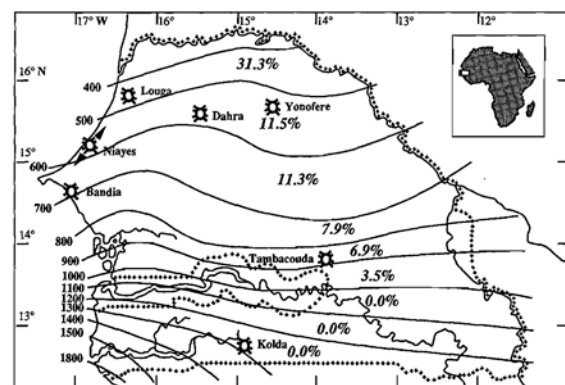 17° W 16° 15° 14° 13° 12°
16° N
31.3%
400
Louga
Yonofere
500
Dahra
11.5%
Niayes
15°
600
11.3%
Bandia
700
7.9%
800
14°
6.9%
Tambacouda
900
3.5%
1000
1100
0.0%
1200
1300
13°
1400
0.0%
1500
Kolda
0.0%
1800